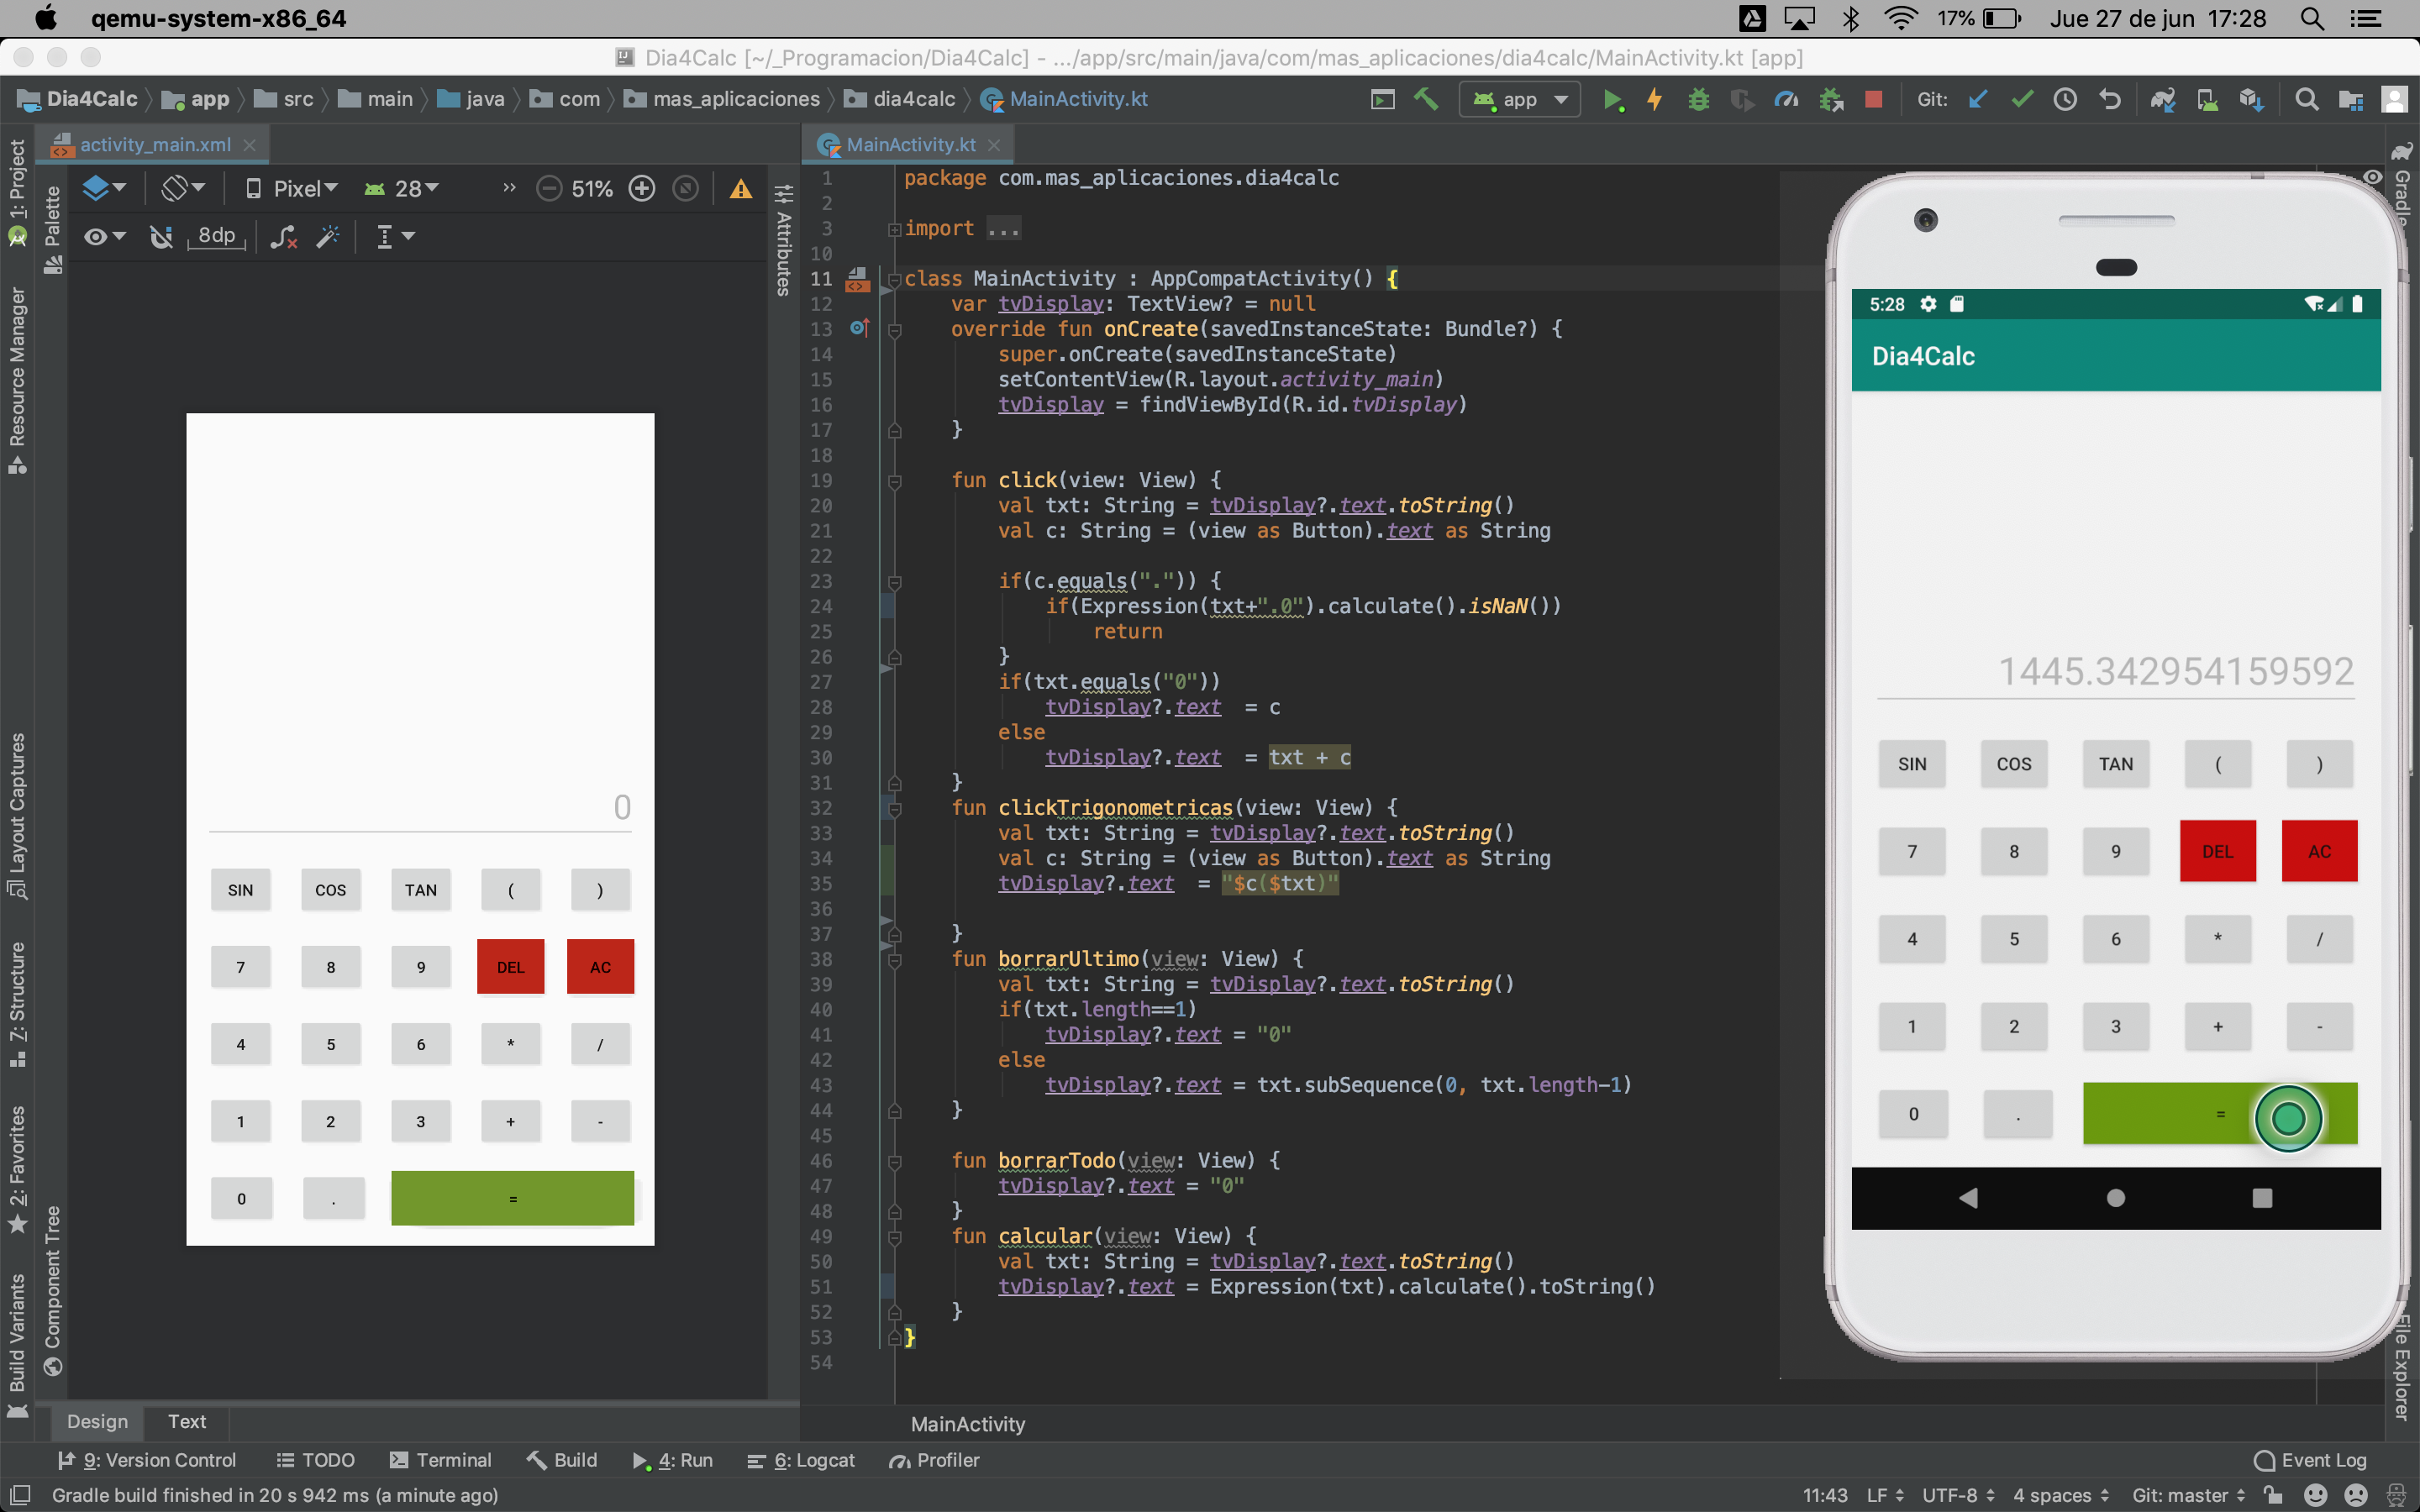 qemu-system-x86_64
17%
Jue 27 de jun 17:28
Dia4Calc [~/_Programacion/Dia4Calc] - .../app/src/main/java/com/mas_aplicaciones/dia4calc/MainActivity.kt [app]
Dia4Calc
app
src
main
java
com
mas_aplicaciones
dia4calc
MainActivity.kt
app
Git:
activity_main.xml
MainActivity.kt
1: Project
Resource Manager
Layout Captures
7: Structure
2: Favorites
Build Variants
Palette
Component Tree
Pixel
28
51%
8dp
Attributes
0
SIN COS TAN ( )
7 8 9 DEL AC
4 5 6 * /
1 2 3 + -
0 . =
Design Text
1 package com.mas_aplicaciones.dia4calc
2
3 import ...
10
11 class MainActivity : AppCompatActivity() {
12 var tvDisplay: TextView? = null
13 override fun onCreate(savedInstanceState: Bundle?) {
14 super.onCreate(savedInstanceState)
15 setContentView(R.layout.activity_main)
16 tvDisplay = findViewById(R.id.tvDisplay)
17 }
18
19 fun click(view: View) {
20 val txt: String = tvDisplay?.text.toString()
21 val c: String = (view as Button).text as String
22
23 if(c.equals(".")) {
24 if(Expression(txt+".0").calculate().isNaN())
25 return
26 }
27 if(txt.equals("0"))
28 tvDisplay?.text  = c
29 else
30 tvDisplay?.text  = txt + c
31 }
32 fun clickTrigonometricas(view: View) {
33 val txt: String = tvDisplay?.text.toString()
34 val c: String = (view as Button).text as String
35 tvDisplay?.text  = "$c($txt)"
36
37 }
38 fun borrarUltimo(view: View) {
39 val txt: String = tvDisplay?.text.toString()
40 if(txt.length==1)
41 tvDisplay?.text = "0"
42 else
43 tvDisplay?.text = txt.subSequence(0, txt.length-1)
44 }
45
46 fun borrarTodo(view: View) {
47 tvDisplay?.text = "0"
48 }
49 fun calcular(view: View) {
50 val txt: String = tvDisplay?.text.toString()
51 tvDisplay?.text = Expression(txt).calculate().toString()
52 }
53 }
54
MainActivity
5:28
Dia4Calc
1445.342954159592
SIN COS TAN ( )
7 8 9 DEL AC
4 5 6 * /
1 2 3 + -
0 . =
Gradle
File Explorer
9: Version Control
TODO
Terminal
Build
4: Run
6: Logcat
Profiler
Event Log
Gradle build finished in 20 s 942 ms (a minute ago)
11:43 LF UTF-8 4 spaces Git: master